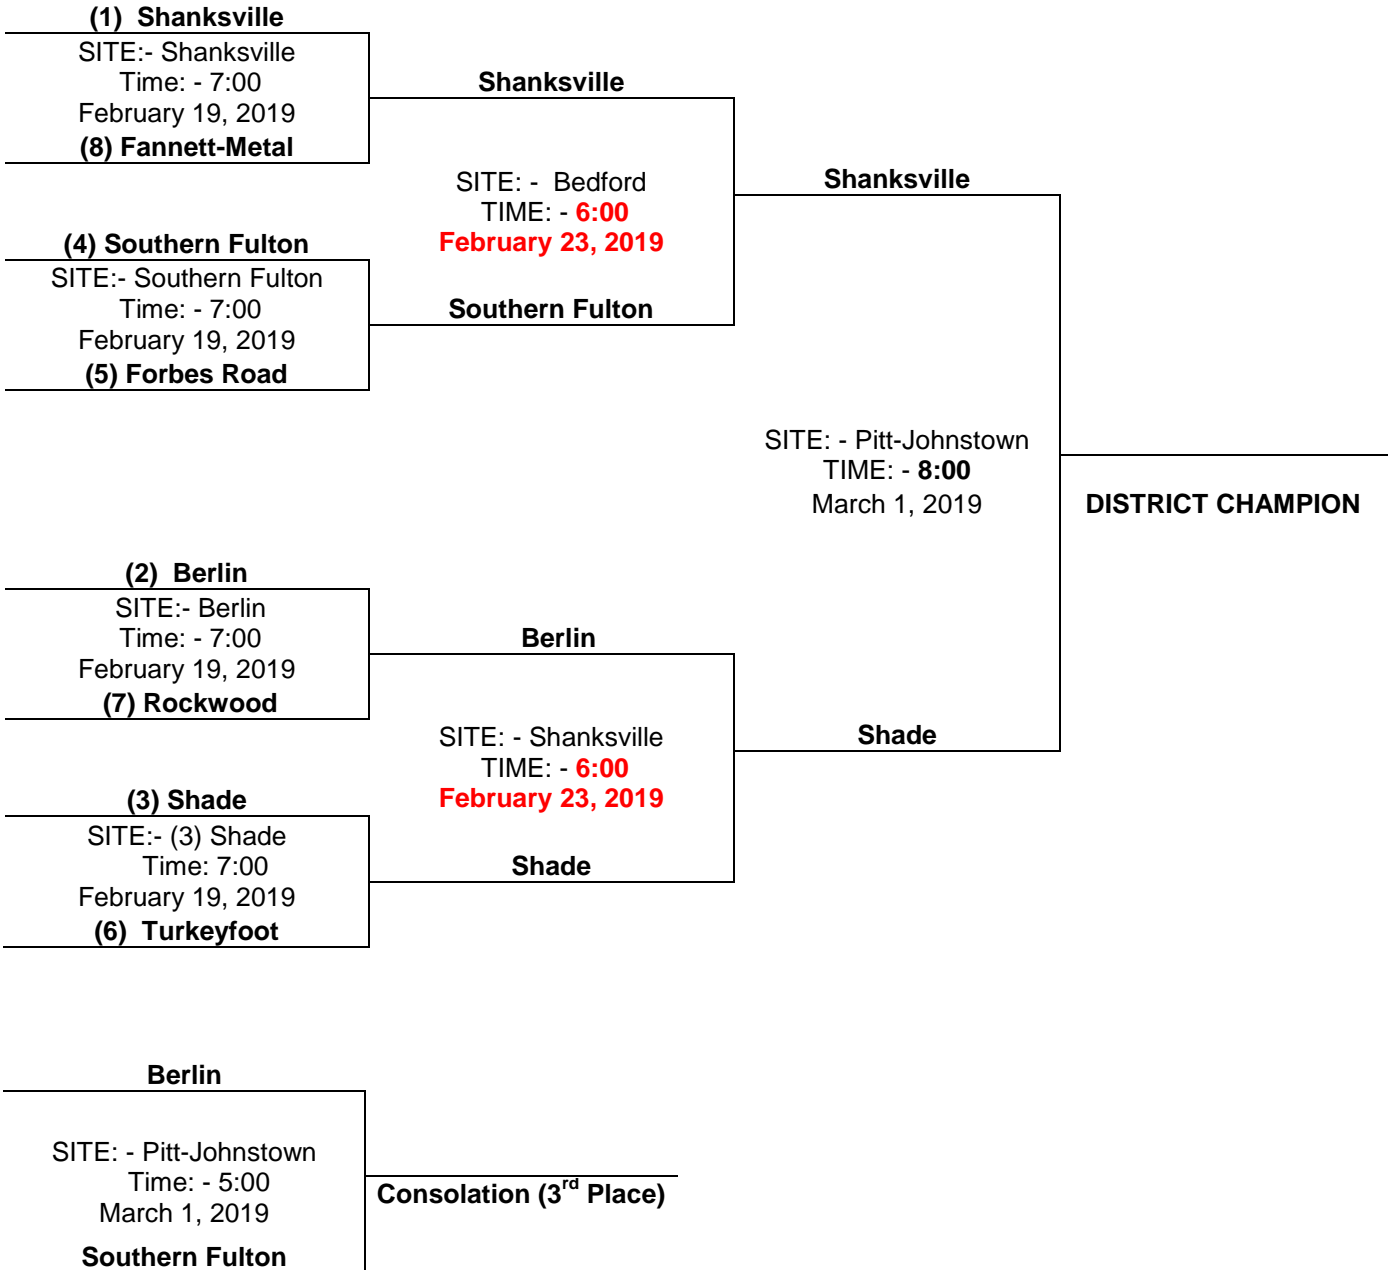 (1)  Shanksville
SITE:- Shanksville
Time: - 7:00
February 19, 2019
(8) Fannett-Metal
Shanksville
SITE: -  Bedford
TIME: - 6:00
February 23, 2019
Southern Fulton
(4) Southern Fulton
SITE:- Southern Fulton
Time: - 7:00
February 19, 2019
(5) Forbes Road
Shanksville
SITE: - Pitt-Johnstown
TIME: - 8:00
March 1, 2019
DISTRICT CHAMPION
(2)  Berlin
SITE:- Berlin
Time: - 7:00
February 19, 2019
(7) Rockwood
Berlin
SITE: - Shanksville
TIME: - 6:00
February 23, 2019
Shade
Shade
(3) Shade
SITE:- (3) Shade
Time: 7:00
February 19, 2019
(6)  Turkeyfoot
Berlin
SITE: - Pitt-Johnstown
Time: - 5:00
March 1, 2019
Southern Fulton
Consolation (3rd Place)